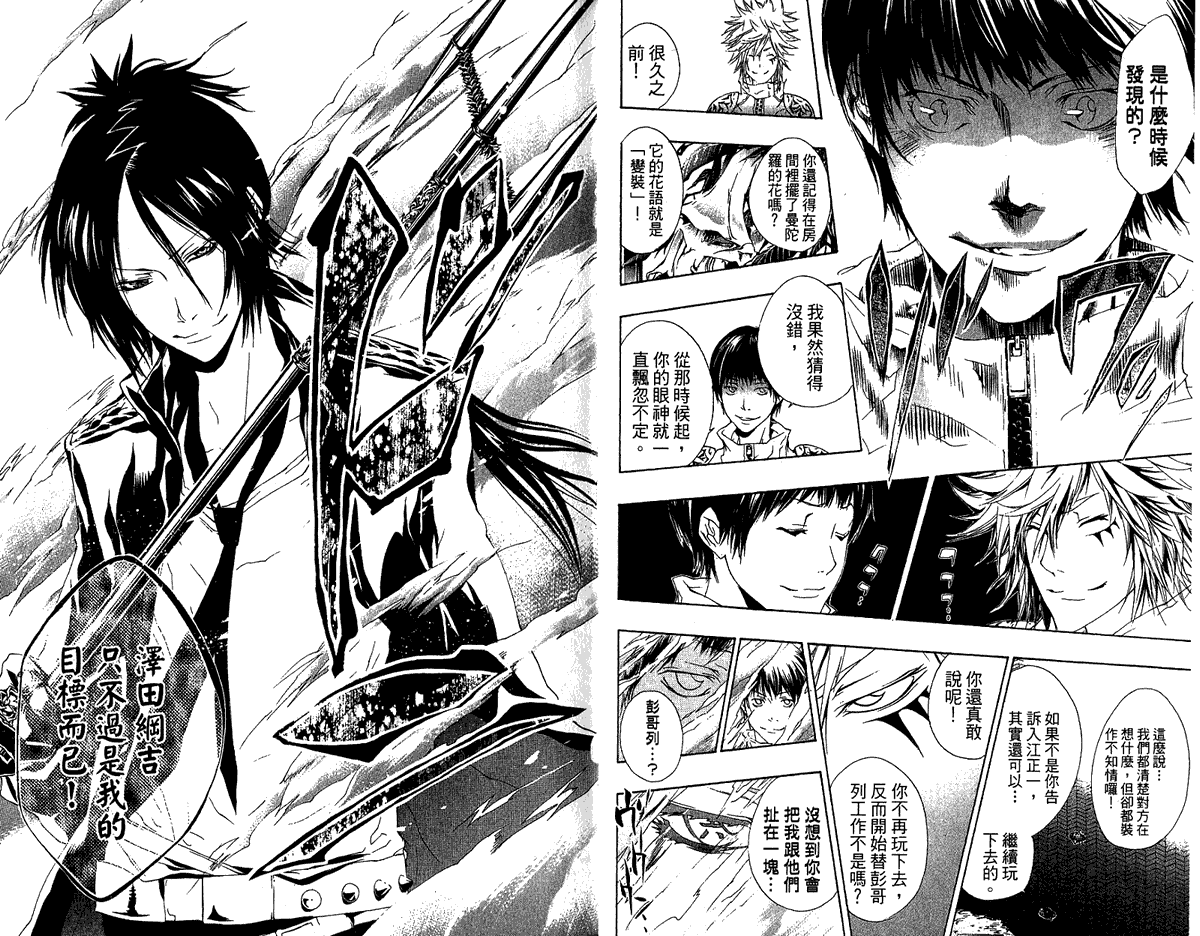 是什麼時候
發現的？
很久之
前！
你還記得在房
間裡擺了曼陀
羅的花嗎？
它的花語就是
「變裝」！
我果然猜得
沒錯，
從那時候起，
你的眼神就一
直飄忽不定。
這麼說…
我們都清楚對方在
想什麼，但卻都裝
作不知情囉！
如果不是你告
訴入江正一，
其實還可以…
繼續玩
下去的。
你還真敢
說呢！
你不再玩下去，
反而開始替彭哥
列工作不是嗎？
彭哥列…？
沒想到你會
把我跟他們
扯在一塊…
澤田綱吉
只不過是我的
目標而已！